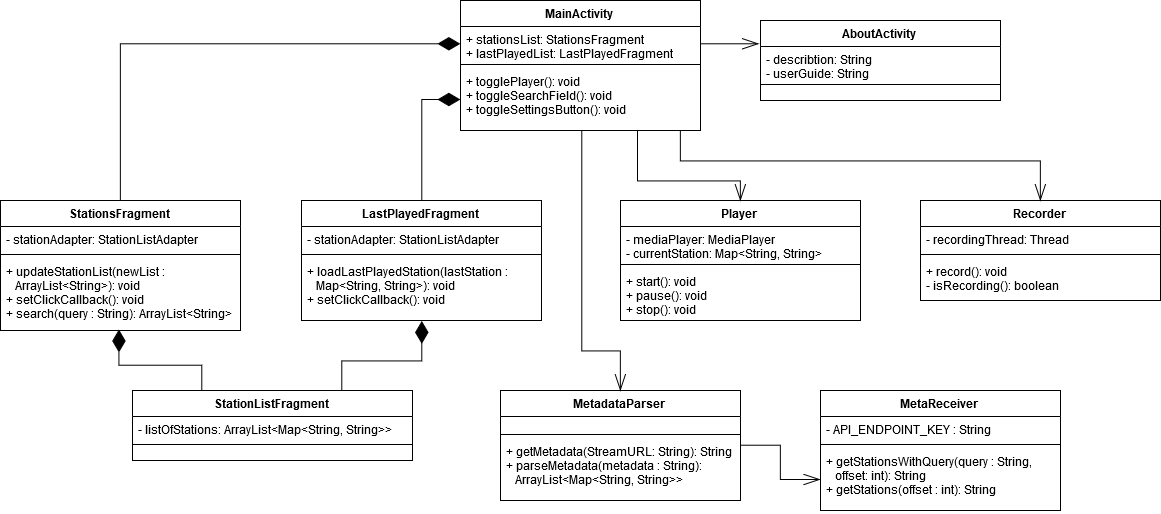 MainActivity
+ stationsList: StationsFragment
+ lastPlayedList: LastPlayedFragment
+ togglePlayer(): void
+ toggleSearchField(): void
+ toggleSettingsButton(): void
AboutActivity
- describtion: String
- userGuide: String
StationsFragment
- stationAdapter: StationListAdapter
+ updateStationList(newList :
ArrayList<String>): void
+ setClickCallback(): void
+ search(query : String): ArrayList<String>
LastPlayedFragment
- stationAdapter: StationListAdapter
+ loadLastPlayedStation(lastStation :
Map<String, String>): void
+ setClickCallback(): void
Player
- mediaPlayer: MediaPlayer
- currentStation: Map<String, String>
+ start(): void
+ pause(): void
+ stop(): void
Recorder
- recordingThread: Thread
+ record(): void
- isRecording(): boolean
StationListFragment
- listOfStations: ArrayList<Map<String, String>>
MetadataParser
+ getMetadata(StreamURL: String): String
+ parseMetadata(metadata : String):
ArrayList<Map<String, String>>
MetaReceiver
- API_ENDPOINT_KEY : String
+ getStationsWithQuery(query : String,
offset: int): String
+ getStations(offset : int): String